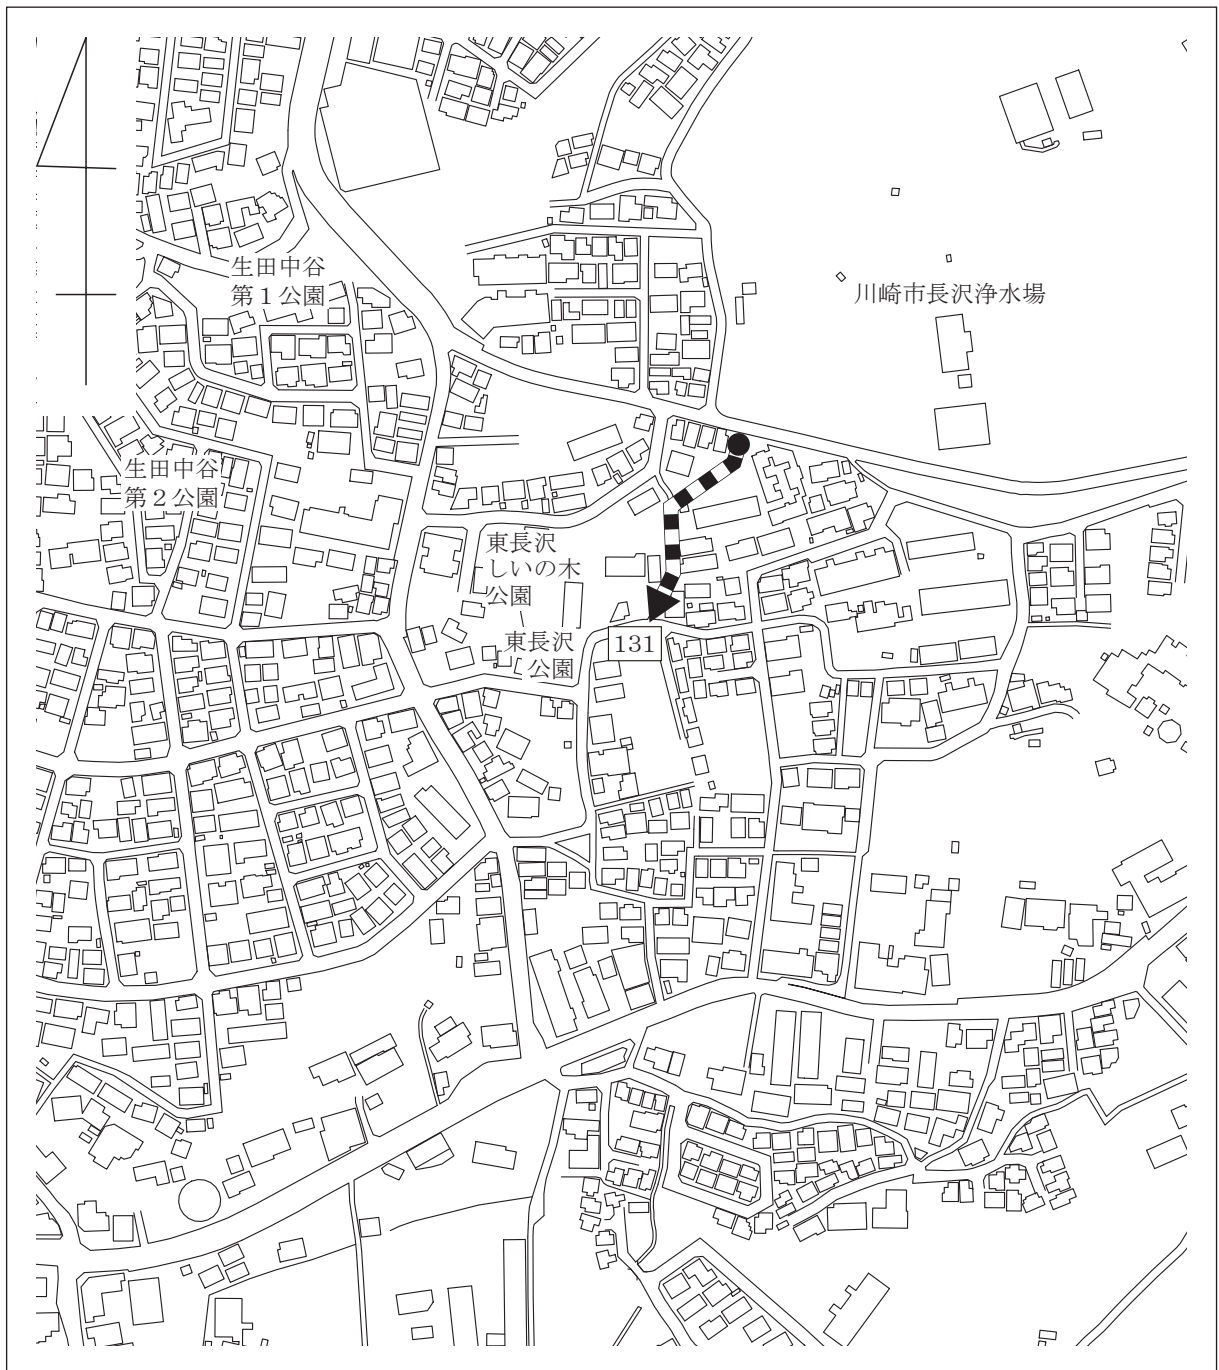 生田中谷
第１公園
川崎市長沢浄水場
生田中谷
第２公園
東長沢
しいの木
公園
東長沢
公園
131